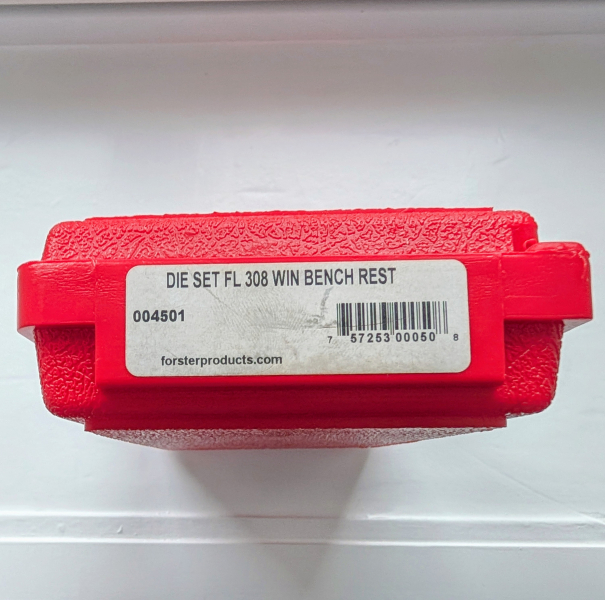 DIE SET FL 308 WIN BENCH REST
004501
7 57253 00050 8
forsterproducts.com